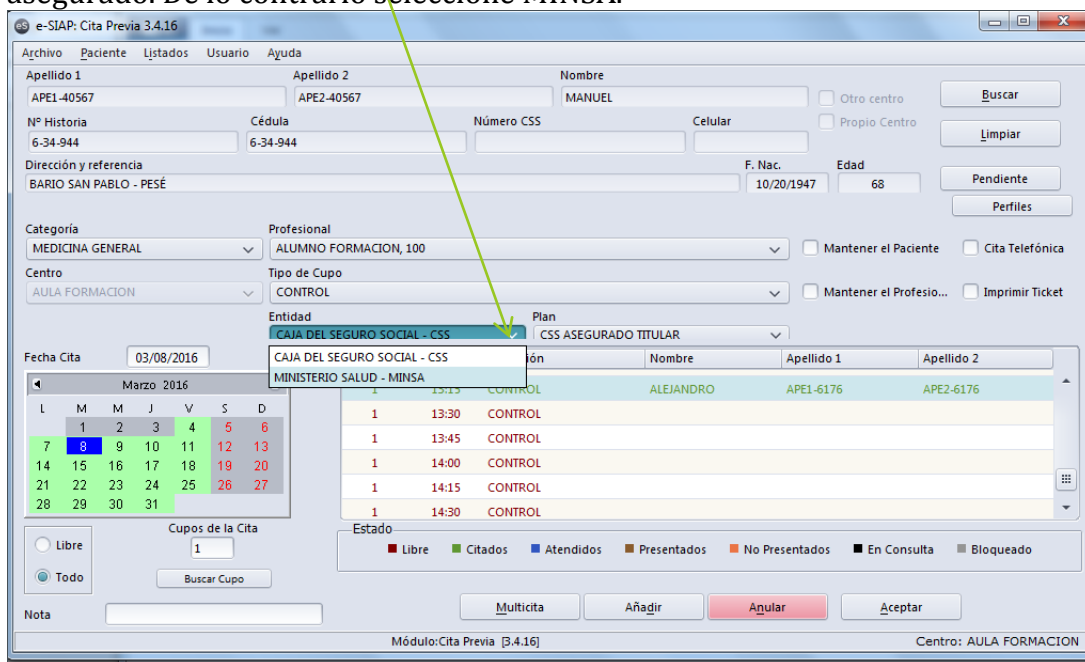 asegurado. De lo contrario seleccione MINSA.
e-SIAP: Cita Previa 3.4.16
Archivo Paciente Listados Usuario Ayuda
Apellido 1 Apellido 2 Nombre
APE1-40567 APE2-40567 MANUEL Otro centro Buscar
Nº Historia Cédula Número CSS Celular Propio Centro
6-34-944 6-34-944 Limpiar
Dirección y referencia F. Nac. Edad
BARIO SAN PABLO - PESÉ 10/20/1947 68 Pendiente
Perfiles
Categoría Profesional
MEDICINA GENERAL ALUMNO FORMACION, 100 Mantener el Paciente Cita Telefónica
Centro Tipo de Cupo
AULA FORMACION CONTROL Mantener el Profesio... Imprimir Ticket
Entidad Plan
CAJA DEL SEGURO SOCIAL - CSS CSS ASEGURADO TITULAR
Fecha Cita 03/08/2016 CAJA DEL SEGURO SOCIAL - CSS ión Nombre Apellido 1 Apellido 2
MINISTERIO SALUD - MINSA
Marzo 2016 1 13:15 CONTROL ALEJANDRO APE1-6176 APE2-6176
L M M J V S D 1 13:30 CONTROL
1 2 3 4 5 6
7 8 9 10 11 12 13 1 13:45 CONTROL
14 15 16 17 18 19 20 1 14:00 CONTROL
21 22 23 24 25 26 27 1 14:15 CONTROL
28 29 30 31 1 14:30 CONTROL
Cupos de la Cita Estado
Libre 1 Libre Citados Atendidos Presentados No Presentados En Consulta Bloqueado
Todo Buscar Cupo
Nota Multicita Añadir Anular Aceptar
Módulo:Cita Previa [3.4.16] Centro: AULA FORMACION